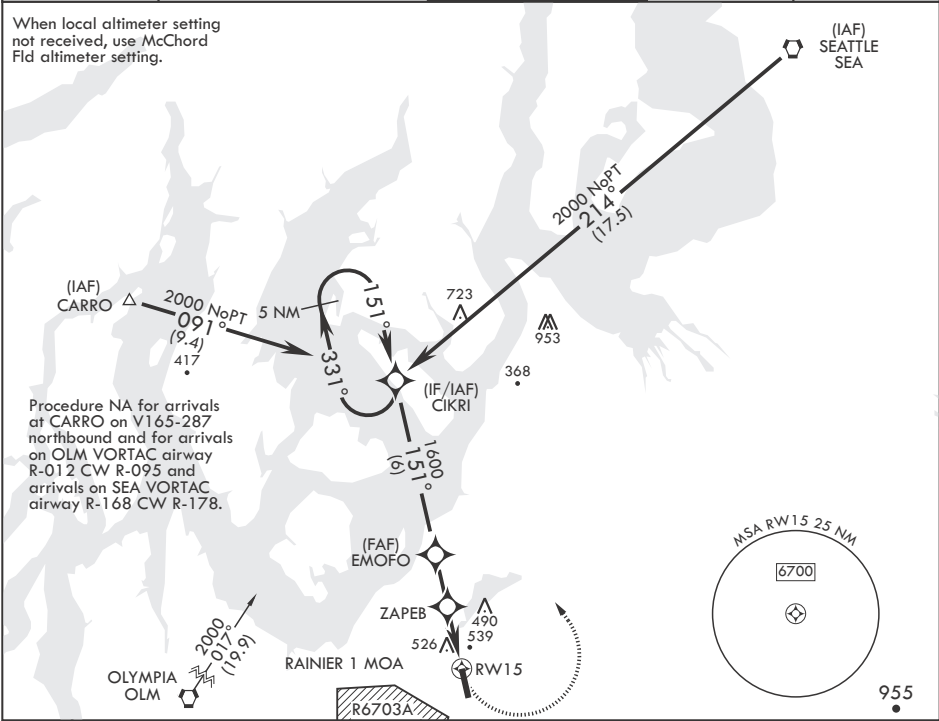 When local altimeter setting
not received, use McChord
Fld altimeter setting.
(IAF)
SEATTLE
SEA
2000 NoPT
214°
(17.5)
(IAF)
CARRO
2000 NoPT
091°
(9.4)
417
5 NM
151°
331°
723
953
368
(IF/IAF)
CIKRI
Procedure NA for arrivals
at CARRO on V165-287
northbound and for arrivals
on OLM VORTAC airway
R-012 CW R-095 and
arrivals on SEA VORTAC
airway R-168 CW R-178.
1600
151°
(6)
(FAF)
EMOFO
MSA RW15 25 NM
6700
ZAPEB
490
539
526
RW15
2000
017°
(19.9)
OLYMPIA
OLM
RAINIER 1 MOA
R6703A
955